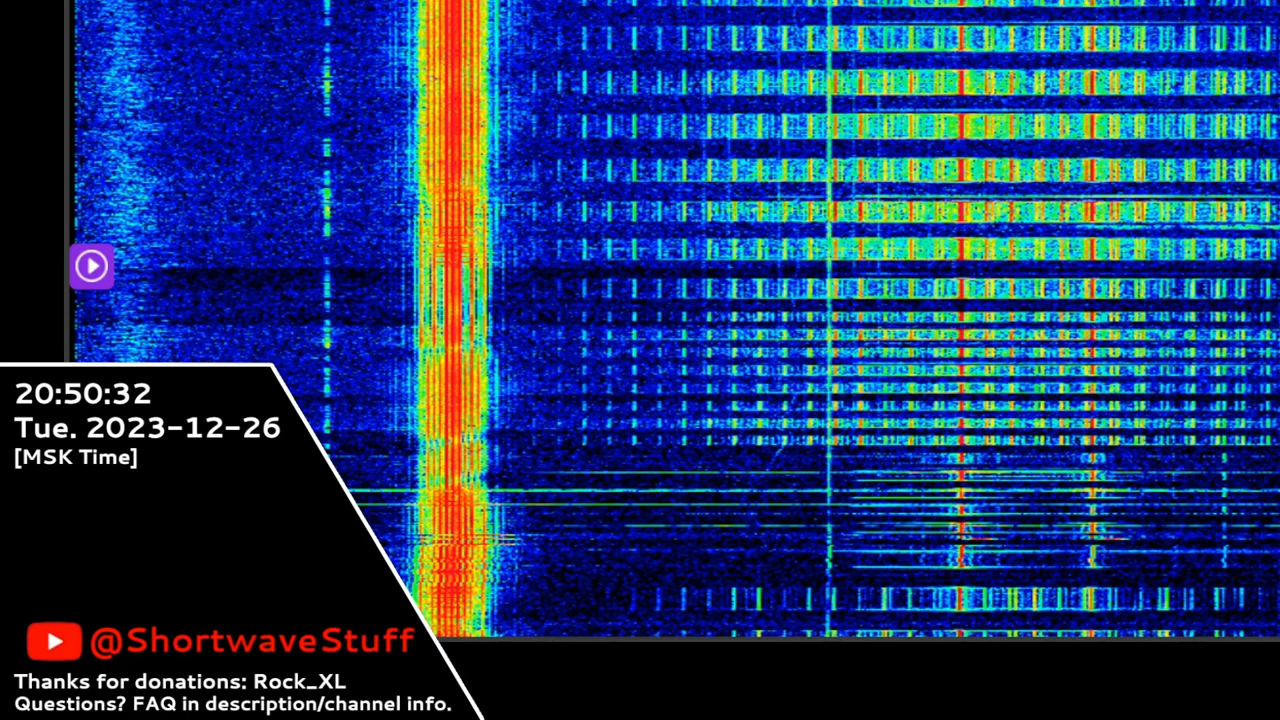 20:50:32
Tue. 2023-12-26
[MSK Time]
@ShortwaveStuff
Thanks for donations: Rock_XL
Questions? FAQ in description/channel info.